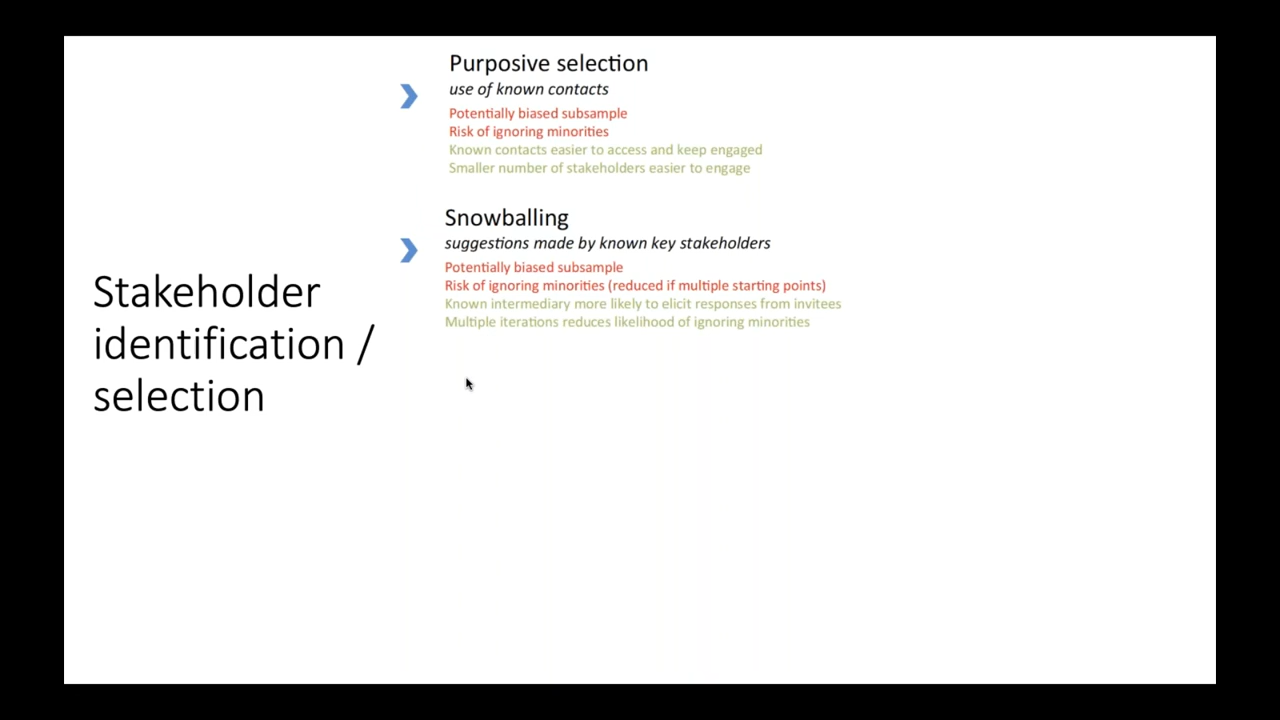 Stakeholder
identification /
selection
Purposive selection
use of known contacts
Potentially biased subsample
Risk of ignoring minorities
Known contacts easier to access and keep engaged
Smaller number of stakeholders easier to engage
Snowballing
suggestions made by known key stakeholders
Potentially biased subsample
Risk of ignoring minorities (reduced if multiple starting points)
Known intermediary more likely to elicit responses from invitees
Multiple iterations reduces likelihood of ignoring minorities